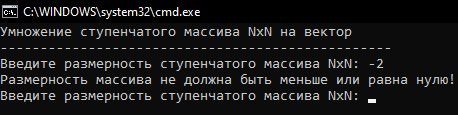 C:\WINDOWS\system32\cmd.exe
Умножение ступенчатого массива NxN на вектор
-------------------------------------------------
Введите размерность ступенчатого массива NxN: -2
Размерность массива не должна быть меньше или равна нулю!
Введите размерность ступенчатого массива NxN: